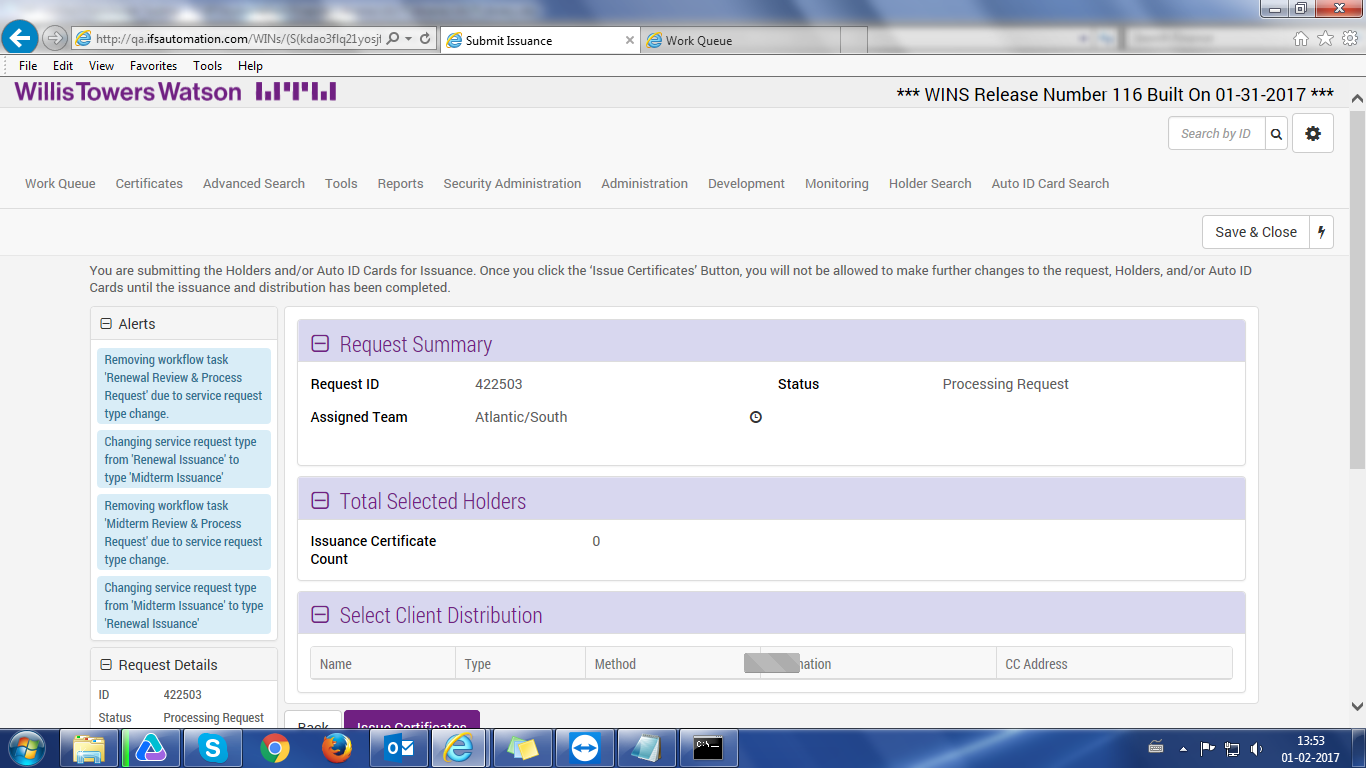 http://qa.ifsautomation.com/WINs/(S(kdao3flq21yosjf
Submit Issuance
Work Queue
File Edit View Favorites Tools Help
Willis Towers Watson
*** WINS Release Number 116 Built On 01-31-2017 ***
Search by ID
Work Queue Certificates Advanced Search Tools Reports Security Administration Administration Development Monitoring Holder Search Auto ID Card Search
Save & Close
You are submitting the Holders and/or Auto ID Cards for Issuance. Once you click the ‘Issue Certificates’ Button, you will not be allowed to make further changes to the request, Holders, and/or Auto ID
Cards until the issuance and distribution has been completed.
Alerts
Removing workflow task
'Renewal Review & Process
Request' due to service request
type change.
Changing service request type
from 'Renewal Issuance' to
type 'Midterm Issuance'
Removing workflow task
'Midterm Review & Process
Request' due to service request
type change.
Changing service request type
from 'Midterm Issuance' to type
'Renewal Issuance'
Request Details
ID 422503
Status Processing Request
Request Summary
Request ID 422503 Status Processing Request
Assigned Team Atlantic/South
Total Selected Holders
Issuance Certificate 0
Count
Select Client Distribution
Name Type Method nation CC Address
Back Issue Certificates
13:53
01-02-2017